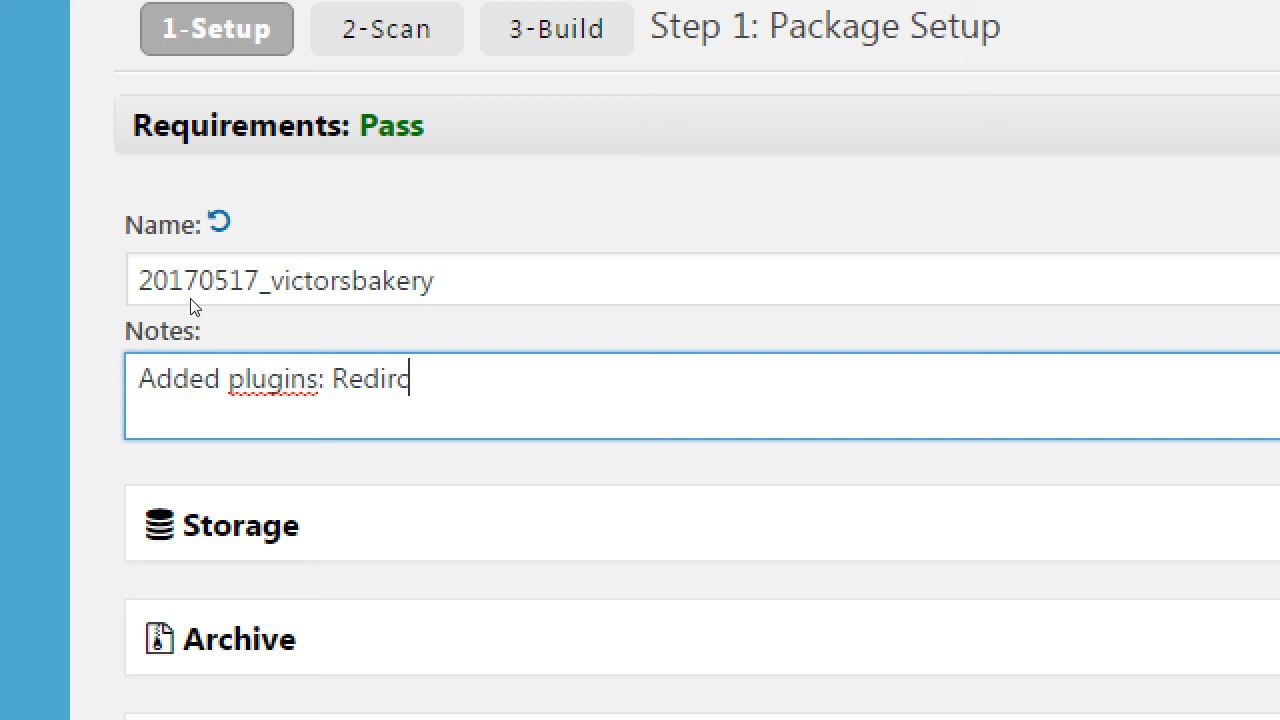 1-Setup 2-Scan 3-Build Step 1: Package Setup
Requirements: Pass
Name:
20170517_victorsbakery
Notes:
Added plugins: Redirc
Storage
Archive